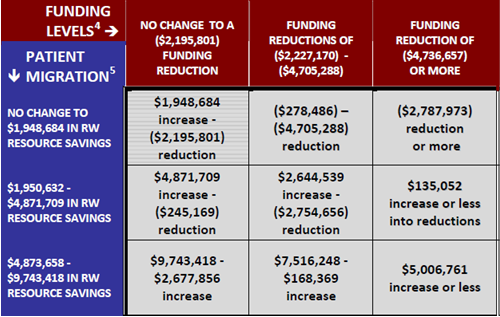 FUNDING
LEVELS4 →
NO CHANGE TO A
($2,195,801)
FUNDING
REDUCTION
FUNDING
REDUCTIONS OF
($2,227,170) -
($4,705,288)
FUNDING
REDUCTION OF
($4,736,657)
OR MORE
PATIENT
↓ MIGRATION5
NO CHANGE TO
$1,948,684 IN RW
RESOURCE SAVINGS
$1,948,684
increase -
($2,195,801)
reduction
($278,486) –
($4,705,288)
reduction
($2,787,973)
reduction
or more
$1,950,632 -
$4,871,709 IN RW
RESOURCE SAVINGS
$4,871,709
increase -
($245,169)
reduction
$2,644,539
increase -
($2,754,656)
reduction
$135,052
increase or less
into reductions
$4,873,658 -
$9,743,418 IN RW
RESOURCE SAVINGS
$9,743,418 -
$2,677,856
increase
$7,516,248 -
$168,369
increase
$5,006,761
increase or less